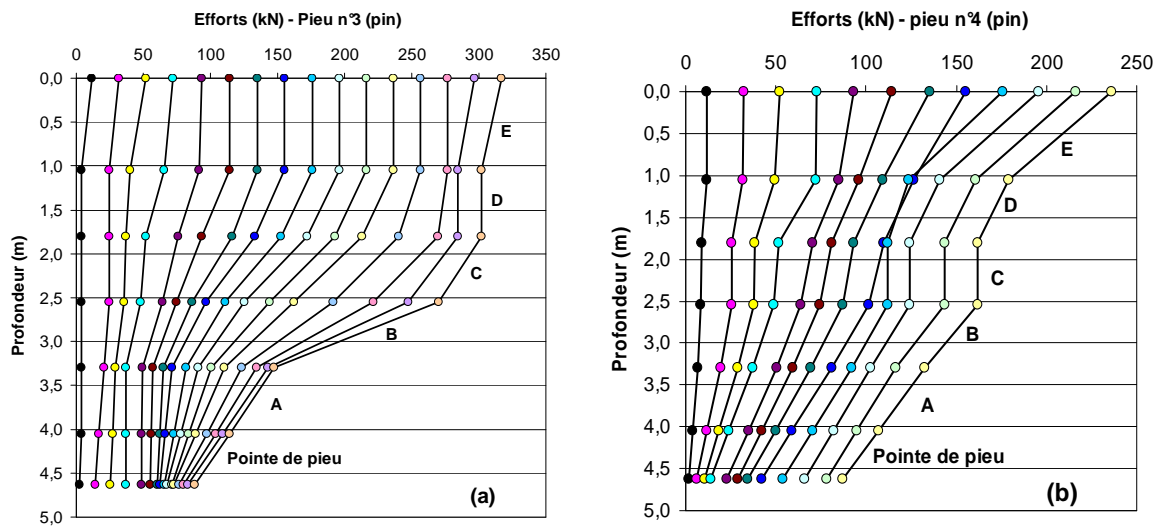 Efforts (kN) - Pieu n°3 (pin)
0 50 100 150 200 250 300 350
0,0
0,5
1,0
1,5
2,0
2,5
3,0
3,5
4,0
4,5
5,0
Profondeur (m)
E
D
C
B
A
Pointe de pieu
(a)
Efforts (kN) - pieu n°4 (pin)
0 50 100 150 200 250
0,0
0,5
1,0
1,5
2,0
2,5
3,0
3,5
4,0
4,5
5,0
Profondeur (m)
E
D
C
B
A
Pointe de pieu
(b)